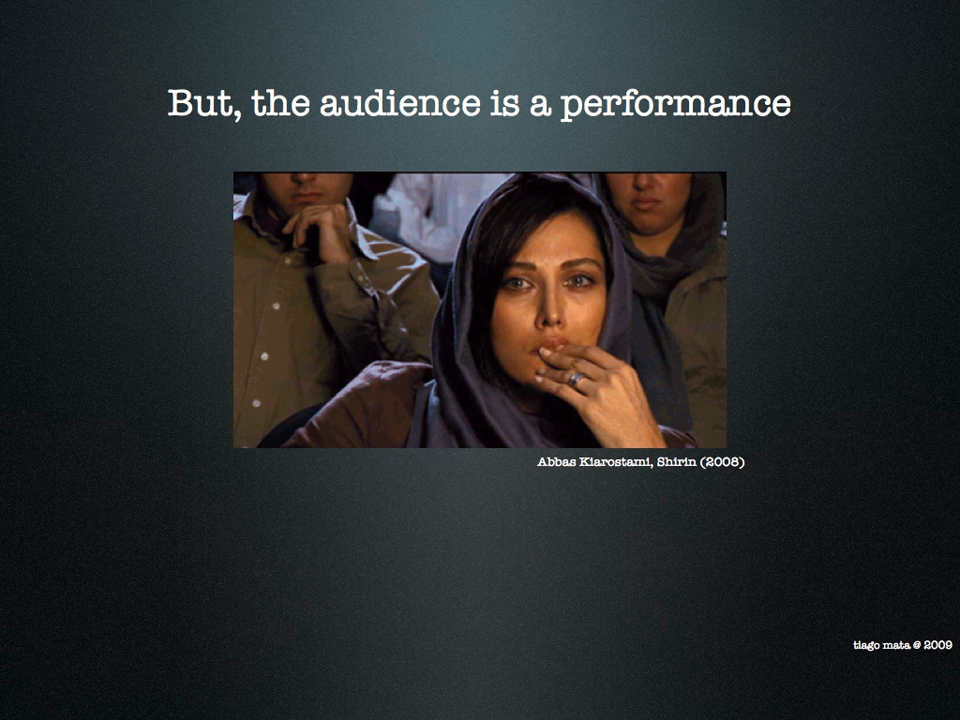 But, the audience is a performance
Abbas Kiarostami, Shirin (2008)
tiago mata @ 2009